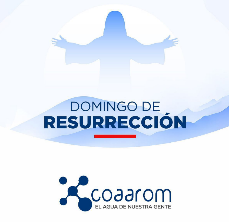 DOMINGO DE
RESURRECCIÓN
coaarom
EL AGUA DE NUESTRA GENTE